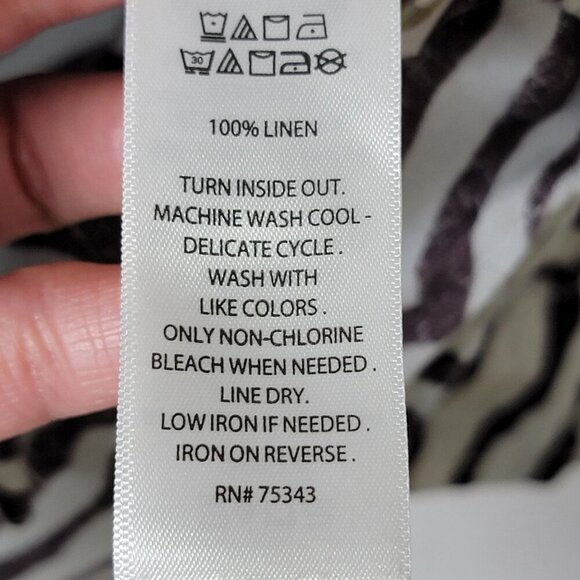 30
100% LINEN
TURN INSIDE OUT.
MACHINE WASH COOL -
DELICATE CYCLE .
WASH WITH
LIKE COLORS .
ONLY NON-CHLORINE
BLEACH WHEN NEEDED .
LINE DRY.
LOW IRON IF NEEDED .
IRON ON REVERSE .
RN# 75343